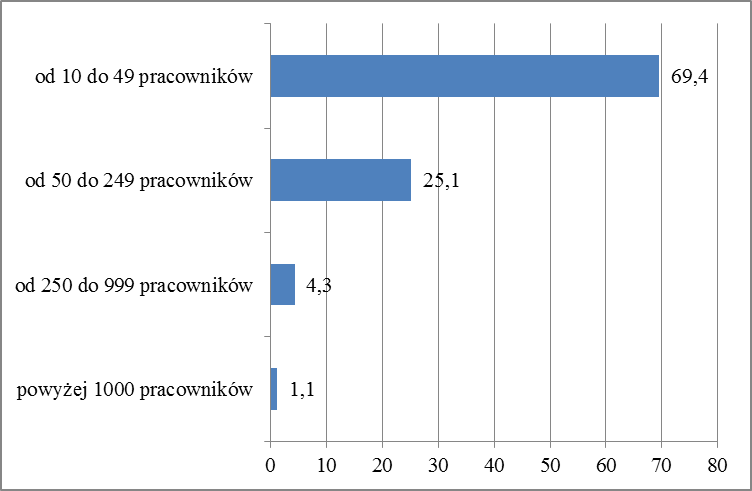 od 10 do 49 pracowników
69,4
od 50 do 249 pracowników
25,1
od 250 do 999 pracowników
4,3
powyżej 1000 pracowników
1,1
0 10 20 30 40 50 60 70 80